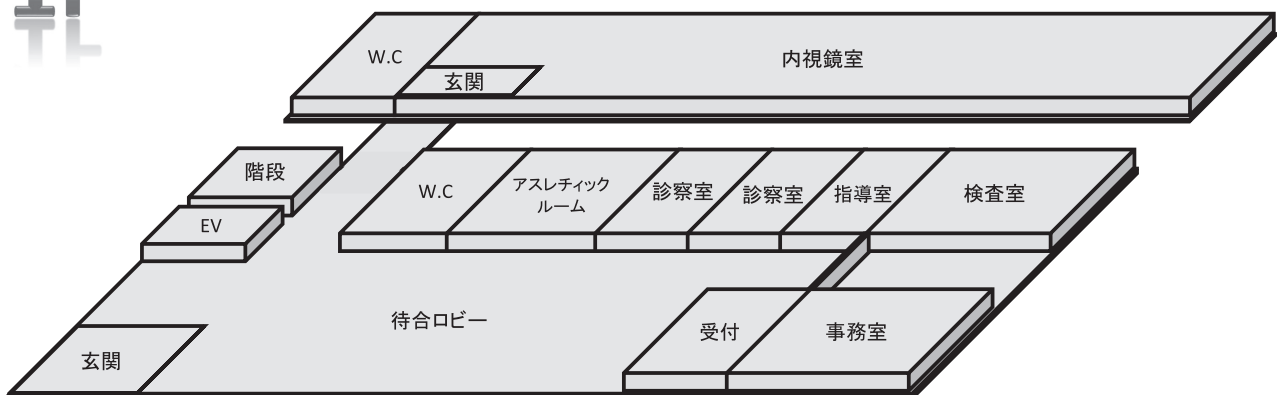 W.C
内視鏡室
玄関
階段
EV
W.C
アスレチック
ルーム
診察室
診察室
指導室
検査室
待合ロビー
受付
事務室
玄関